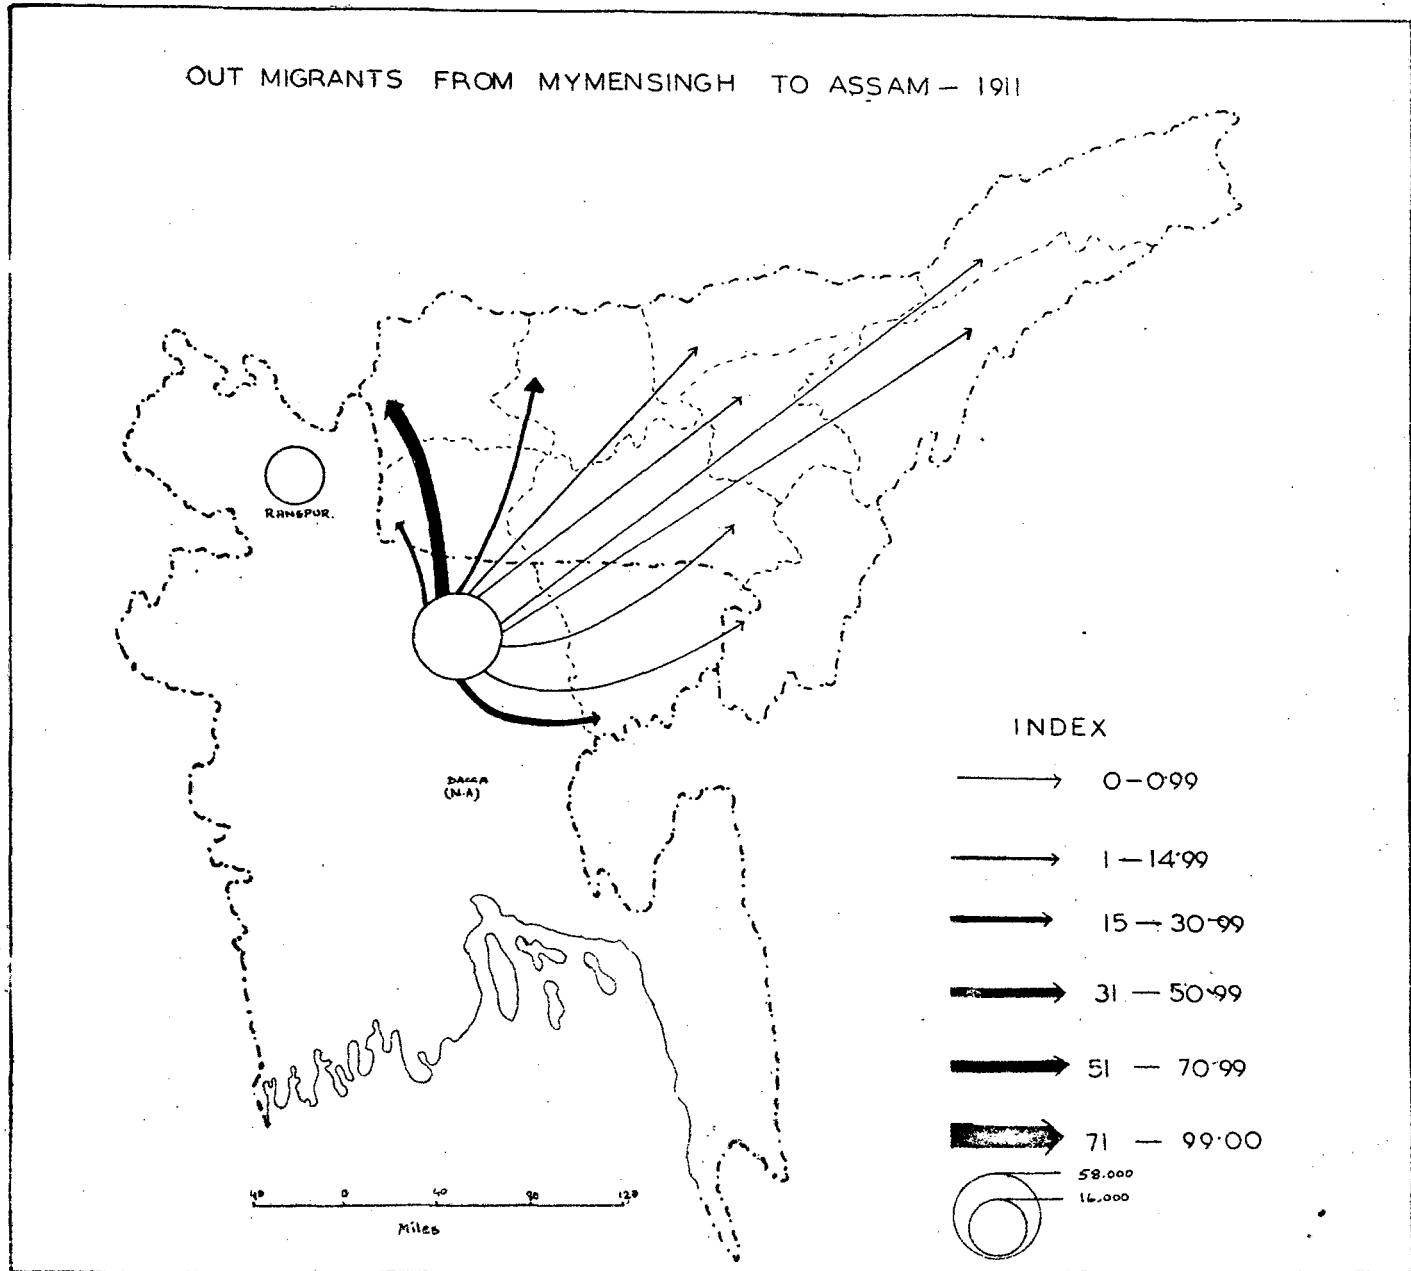 OUT MIGRANTS FROM MYMENSINGH TO ASSAM — 1911
RANGPUR.
DACCA
(N.A)
INDEX
0 — 0.99
1 — 14.99
15 — 30.99
31 — 50.99
51 — 70.99
71 — 99.00
58.000
16.000
40 0 40 80 120
Miles